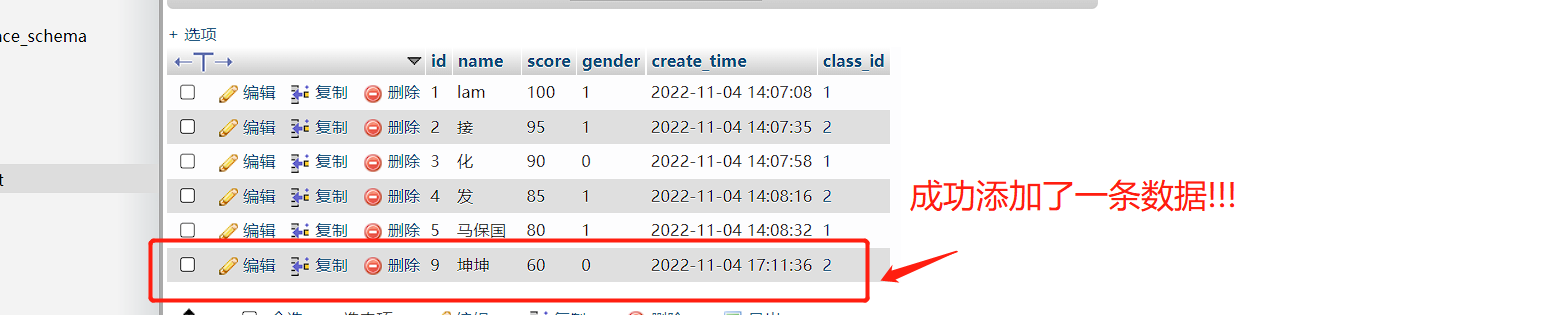 nce_schema
+ 选项
←T→ id name score gender create_time class_id
编辑 复制 删除 1 lam 100 1 2022-11-04 14:07:08 1
编辑 复制 删除 2 接 95 1 2022-11-04 14:07:35 2
编辑 复制 删除 3 化 90 0 2022-11-04 14:07:58 1
t
编辑 复制 删除 4 发 85 1 2022-11-04 14:08:16 2
成功添加了一条数据!!!
编辑 复制 删除 5 马保国 80 1 2022-11-04 14:08:32 1
编辑 复制 删除 9 坤坤 60 0 2022-11-04 17:11:36 2